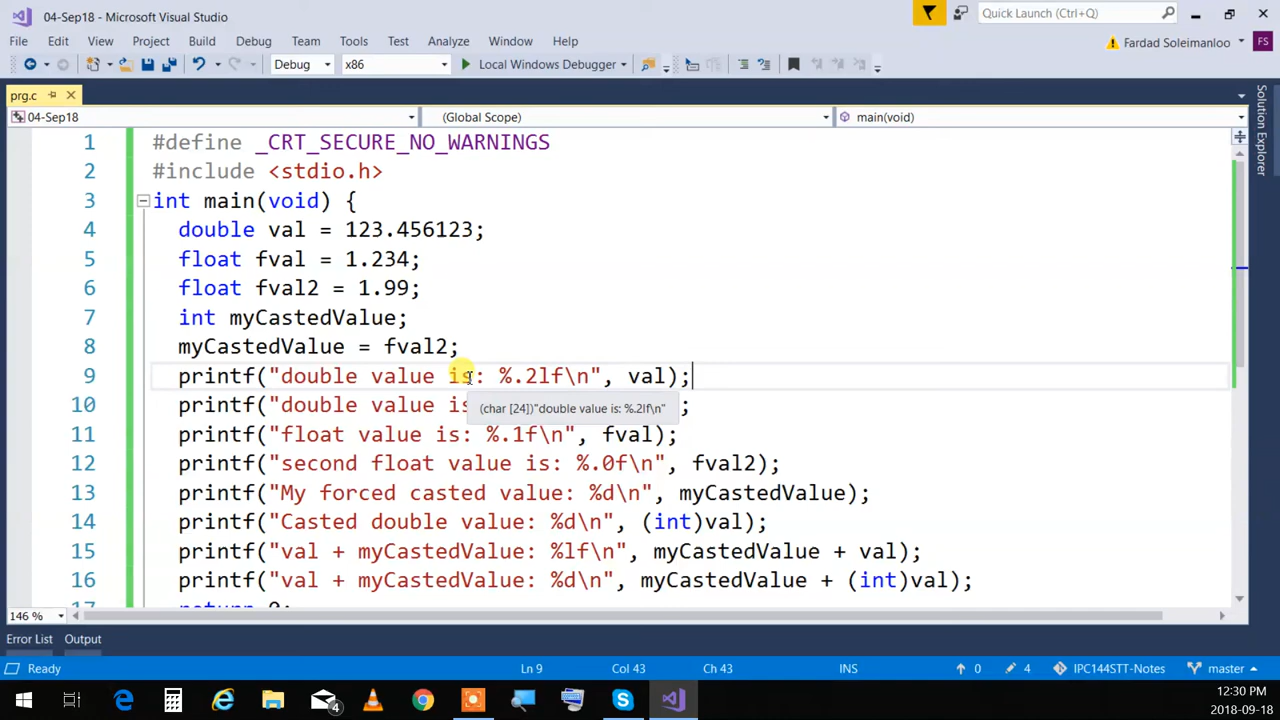 04-Sep18 - Microsoft Visual Studio
Quick Launch (Ctrl+Q)
File Edit View Project Build Debug Team Tools Test Analyze Window Help
Fardad Soleimanloo FS
Debug x86 Local Windows Debugger
prg.c
04-Sep18 (Global Scope) main(void)
1 #define _CRT_SECURE_NO_WARNINGS
2 #include <stdio.h>
3 int main(void) {
4 double val = 123.456123;
5 float fval = 1.234;
6 float fval2 = 1.99;
7 int myCastedValue;
8 myCastedValue = fval2;
9 printf("double value is: %.2lf\n", val);
10 printf("double value is ;
(char [24])"double value is: %.2lf\n"
11 printf("float value is: %.1f\n", fval);
12 printf("second float value is: %.0f\n", fval2);
13 printf("My forced casted value: %d\n", myCastedValue);
14 printf("Casted double value: %d\n", (int)val);
15 printf("val + myCastedValue: %lf\n", myCastedValue + val);
16 printf("val + myCastedValue: %d\n", myCastedValue + (int)val);
17 return 0;
Solution Explorer
146 %
Error List Output
Ready Ln 9 Col 43 Ch 43 INS 0 4 IPC144STT-Notes master
4
12:30 PM
2018-09-18